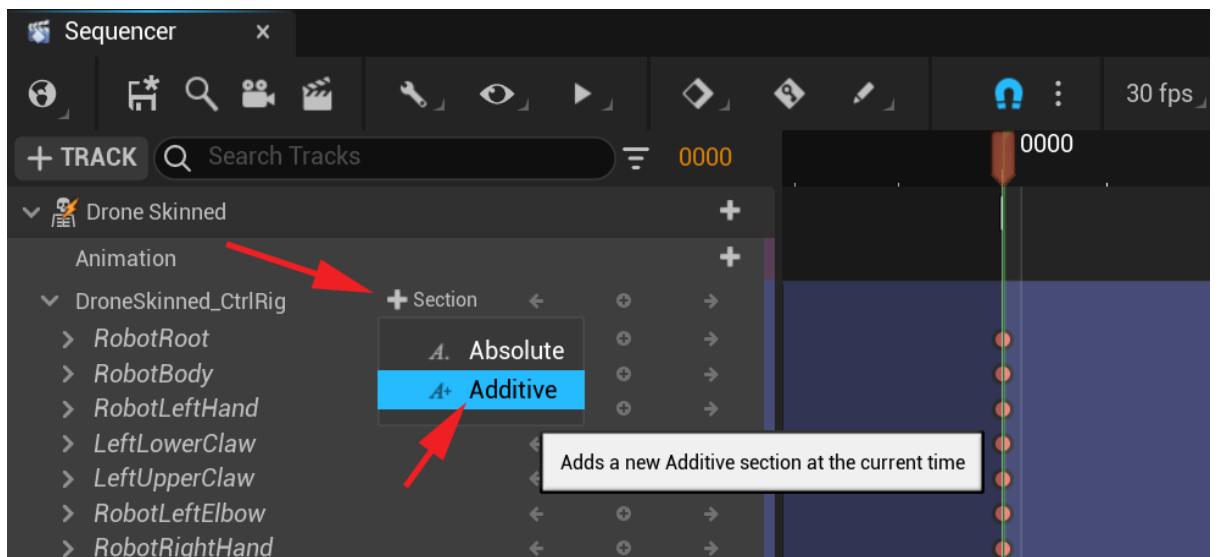 Sequencer
30 fps
TRACK Search Tracks 0000 0000
Drone Skinned
Animation
DroneSkinned_CtrlRig Section
RobotRoot
A. Absolute
RobotBody
A+ Additive
RobotLeftHand
LeftLowerClaw
Adds a new Additive section at the current time
LeftUpperClaw
RobotLeftElbow
RobotRightHand